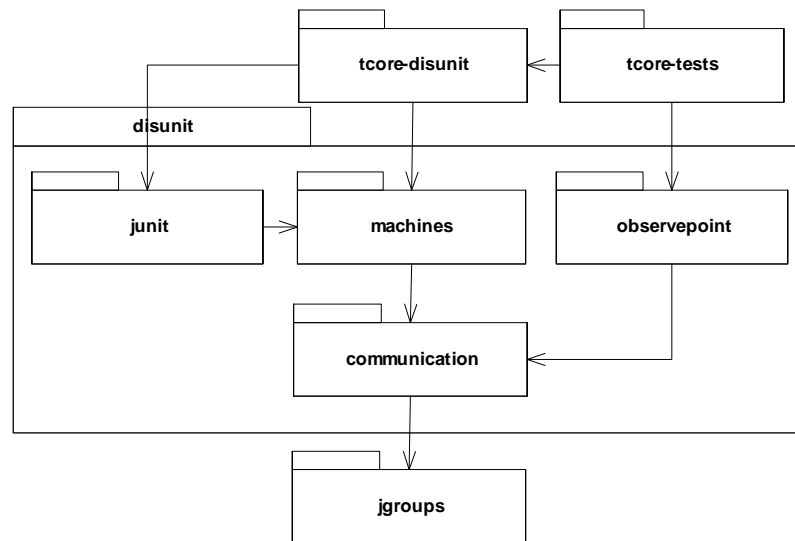 tcore-disunit
tcore-tests
disunit
junit
machines
observepoint
communication
jgroups